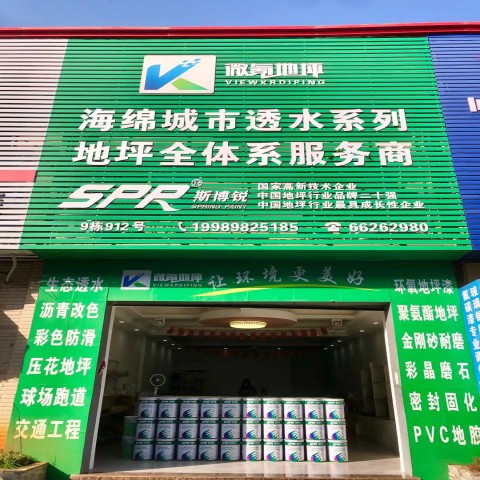 微氪地坪
VIEWKRDIPING
海绵城市透水系列
地坪全体系服务商
SPR 斯博锐
SPRING PAINT
国家高新技术企业
中国地坪行业品牌二十强
中国地坪行业最具成长性企业
9栋912号 19989825185 66262980
微氪地坪 让环境更美好
VIEWKRDIPING
生态透水
沥青改色
彩色防滑
压花地坪
球场跑道
交通工程
环氧地坪漆
聚氨酯地坪
金刚砂耐磨
彩晶磨石
密封固化
PVC地胶